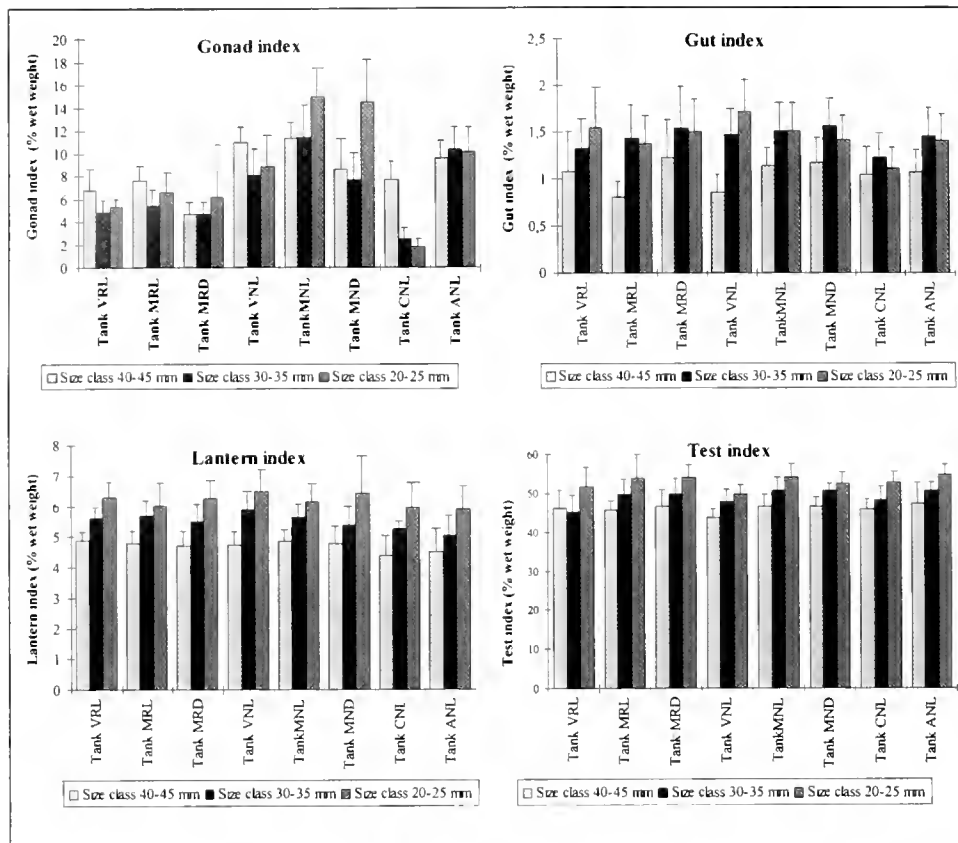 Gonad index
Gonad index (% wet weight)
20
18
16
14
12
10
8
6
4
2
0
Tank VRL
Tank MRL
Tank MRD
Tank VNL
TankMNL
Tank MND
Tank CNL
Tank ANL
Size class 40-45 mm Size class 30-35 mm Size class 20-25 mm
Gut index
Gut index (% wet weight)
2,5
2
1,5
1
0,5
0
Tank VRL
Tank MRL
Tank MRD
Tank VNL
TankMNL
Tank MND
Tank CNL
Tank ANL
Size class 40-45 mm Size class 30-35 mm Size class 20-25 mm
Lantern index
Lantern index (% wet weight)
8
7
6
5
4
3
2
1
0
Tank VRL
Tank MRL
Tank MRD
Tank VNL
TankMNL
Tank MND
Tank CNL
Tank ANL
Size class 40-45 mm Size class 30-35 mm Size class 20-25 mm
Test index
Test index (% wet weight)
60
50
40
30
20
10
0
Tank VRL
Tank MRL
Tank MRD
Tank VNL
TankMNL
Tank MND
Tank CNL
Tank ANL
Size class 40-45 mm Size class 30-35 mm Size class 20-25 mm